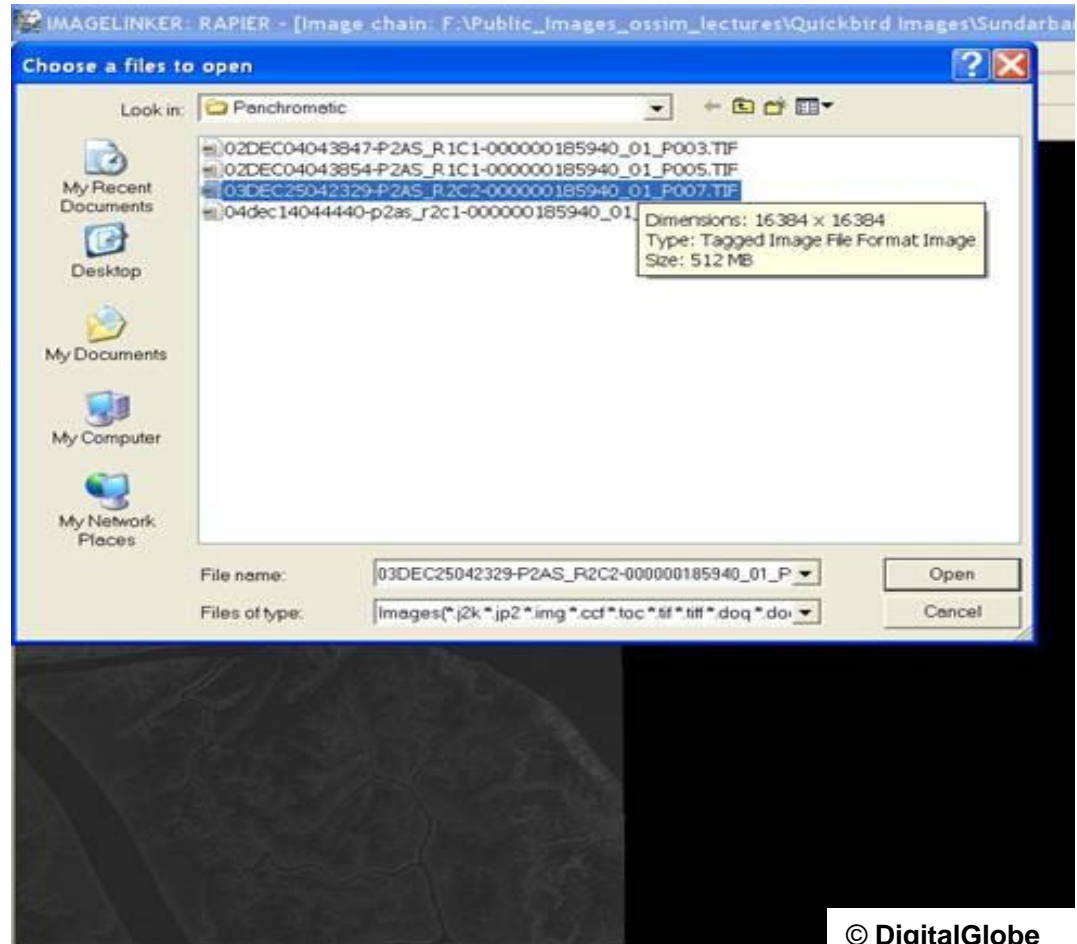 IMAGELINKER: RAPIER - [Image chain: F:\Public_Images_ossim_lectures\Quickbird Images\Sundarba
Choose a files to open
Look in: Panchromatic
02DEC04043847-P2AS_R1C1-000000185940_01_P003.TIF
02DEC04043854-P2AS_R1C1-000000185940_01_P005.TIF
03DEC25042329-P2AS_R2C2-000000185940_01_P007.TIF
04dec14044440-p2as_r2c1-000000185940_01_
Dimensions: 16384 x 16384
Type: Tagged Image File Format Image
Size: 512 MB
My Recent
Documents
Desktop
My Documents
My Computer
My Network
Places
File name: 03DEC25042329-P2AS_R2C2-000000185940_01_P
Open
Files of type: Images(*.j2k *.jp2 *.img *.ccf *.toc *.tif *.tiff *.doq *.do
Cancel
© DigitalGlobe